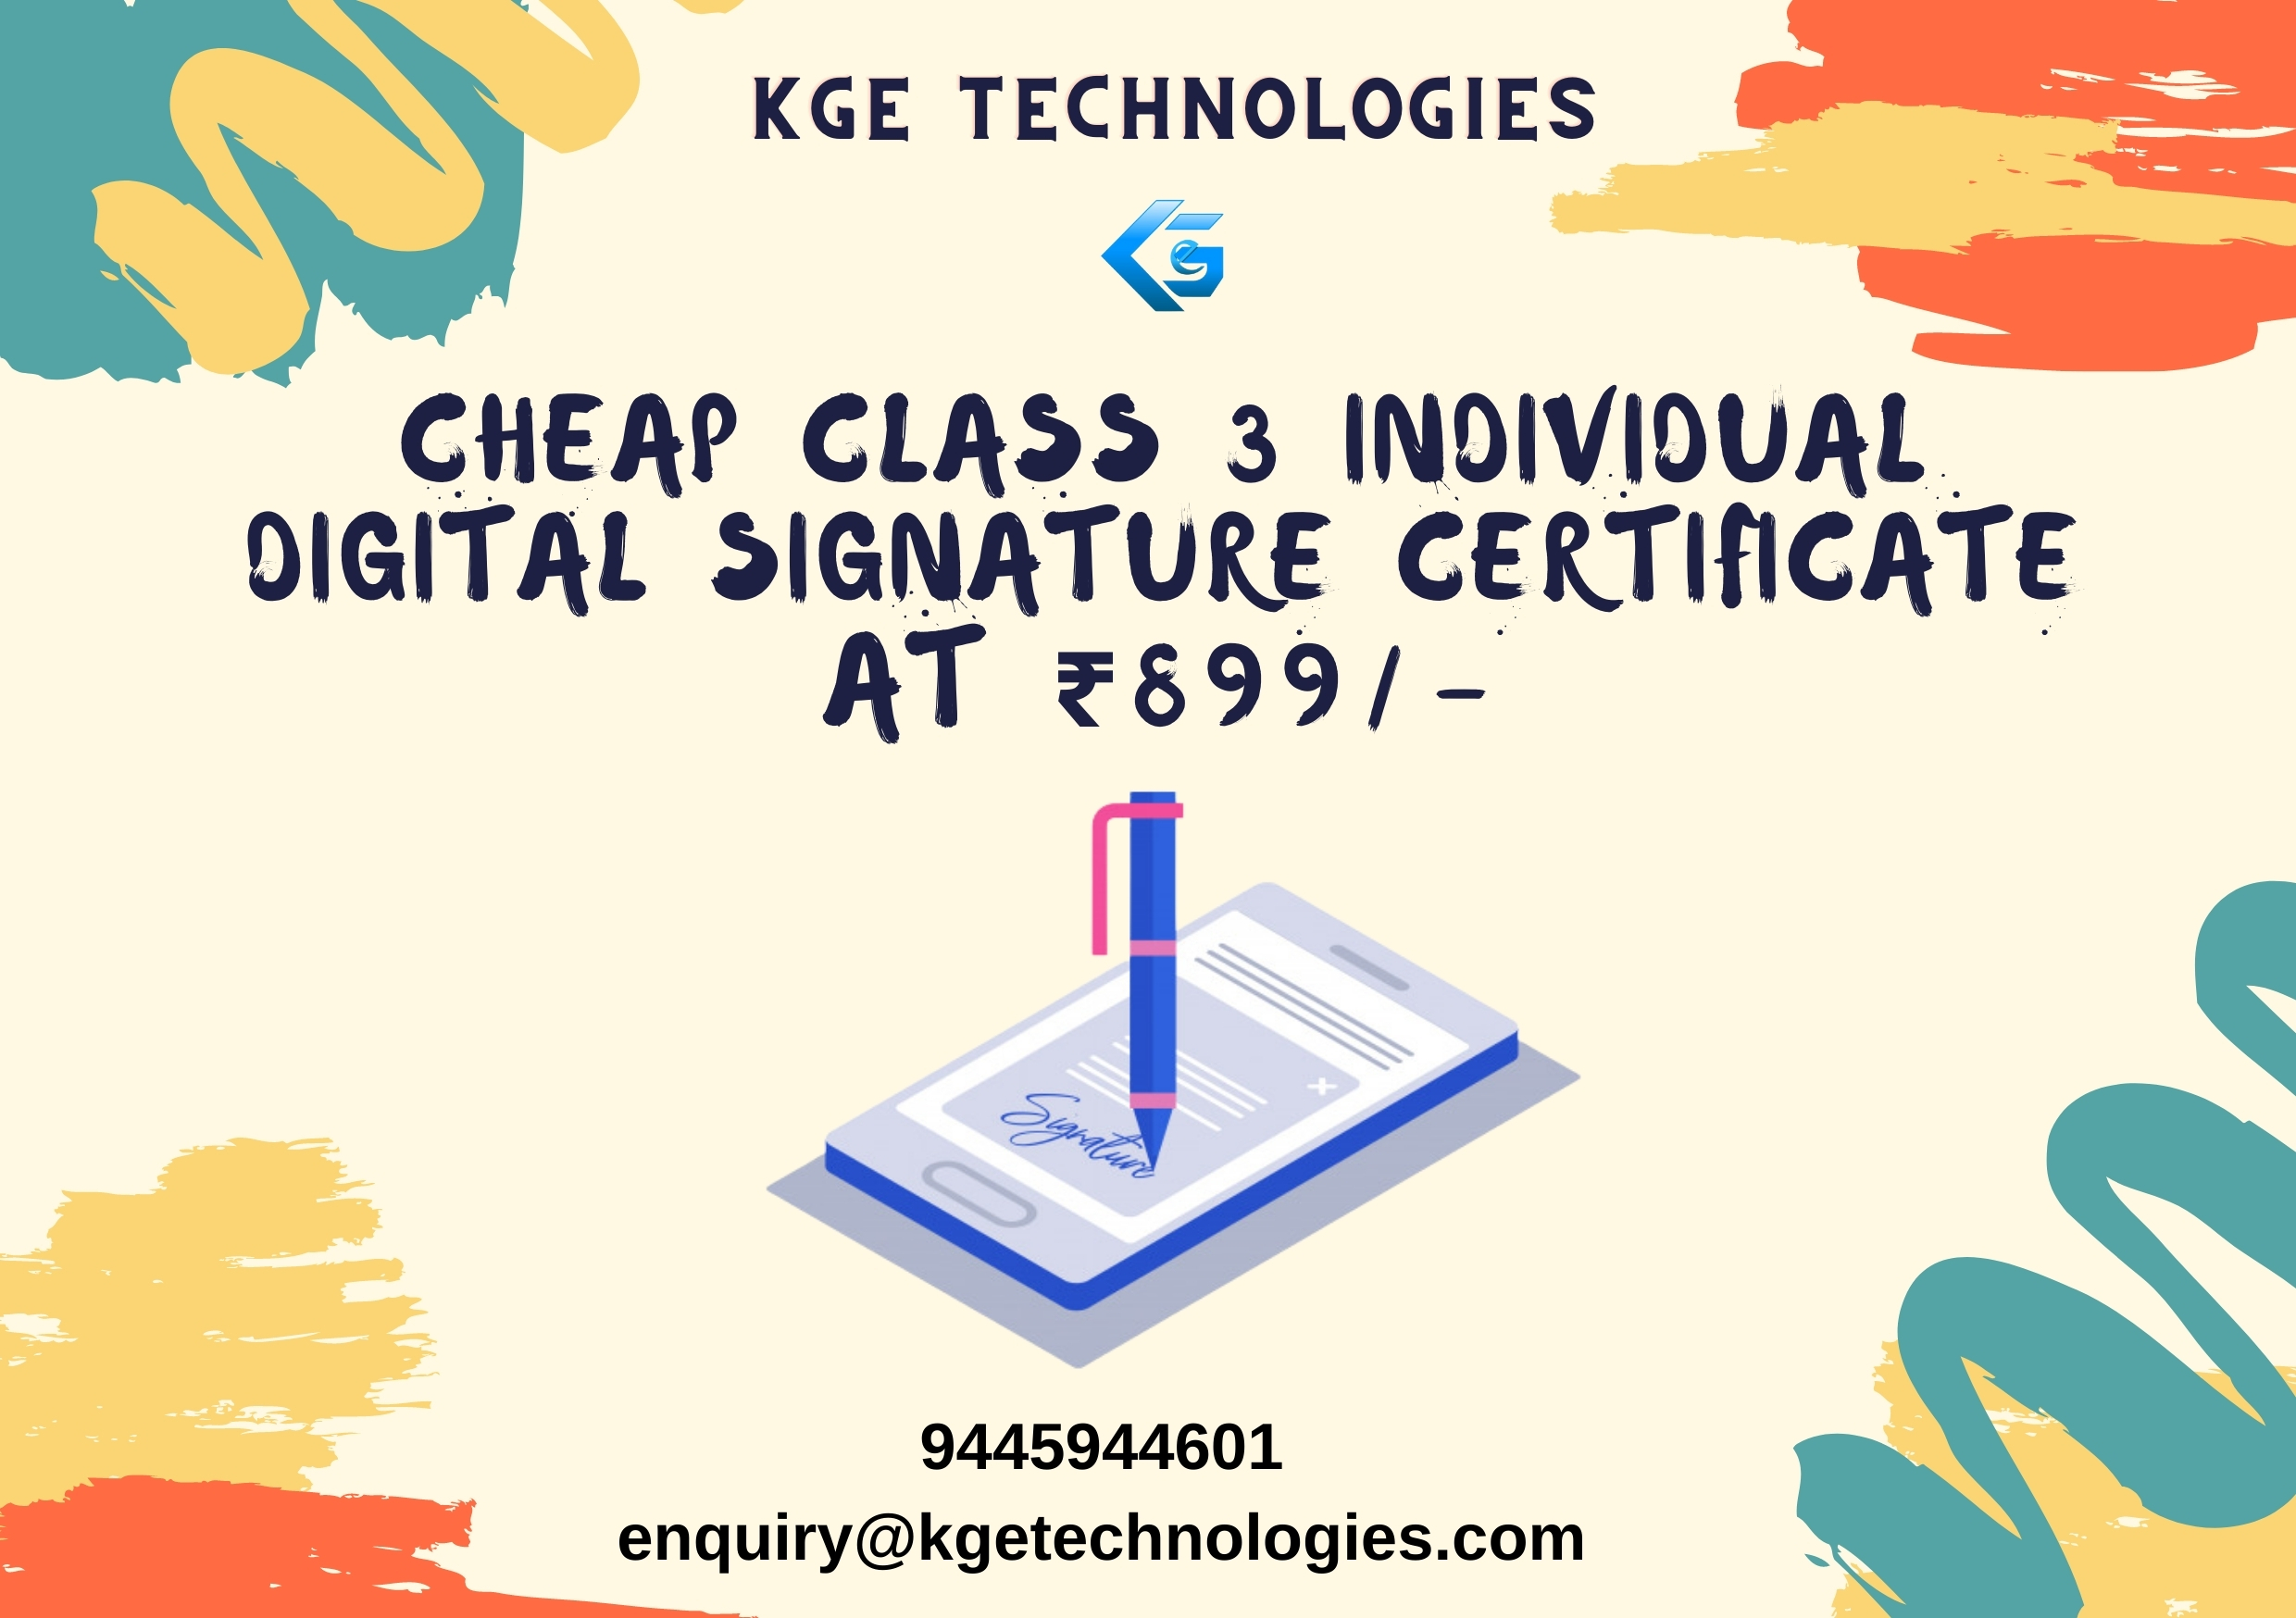 KGE TECHNOLOGIES
CHEAP CLASS 3 INDIVIDUAL
DIGITAL SIGNATURE CERTIFICATE
AT ₹899/-
Signature
9445944601
enquiry@kgetechnologies.com